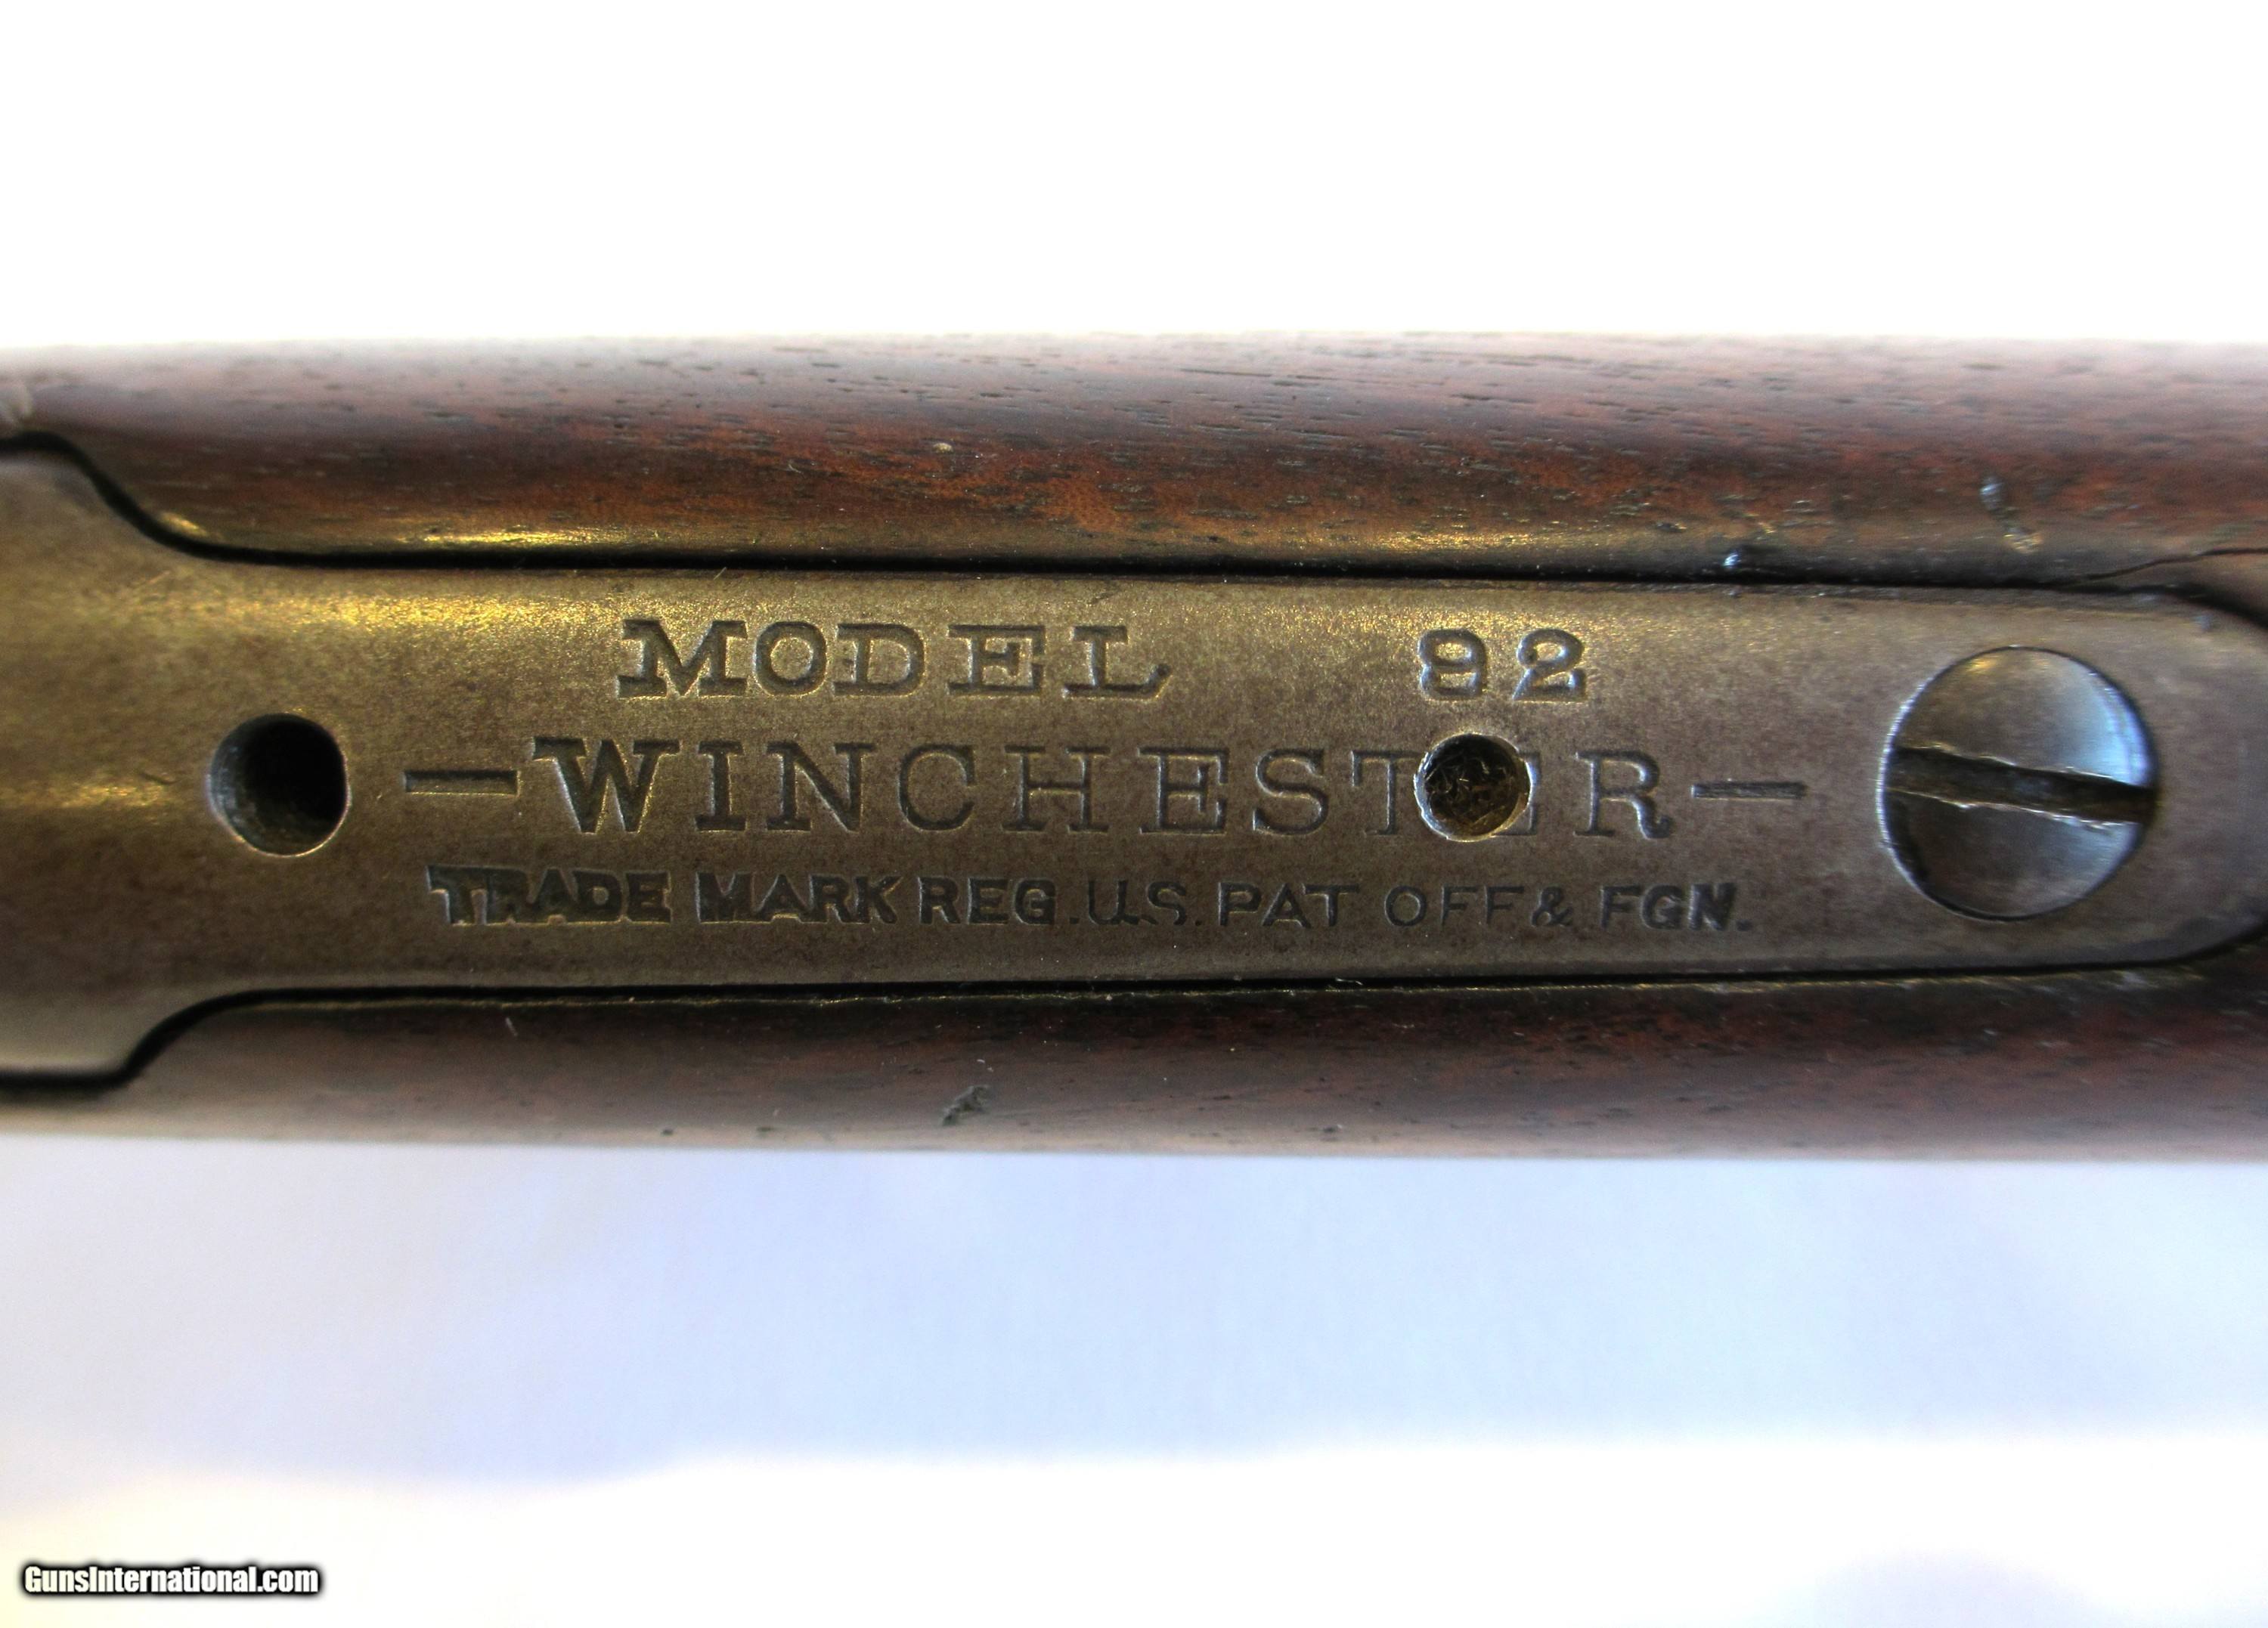 MODEL 92
—WINCHESTER—
TRADE MARK REG. U.S. PAT OFF & FGN.
GunsInternational.com